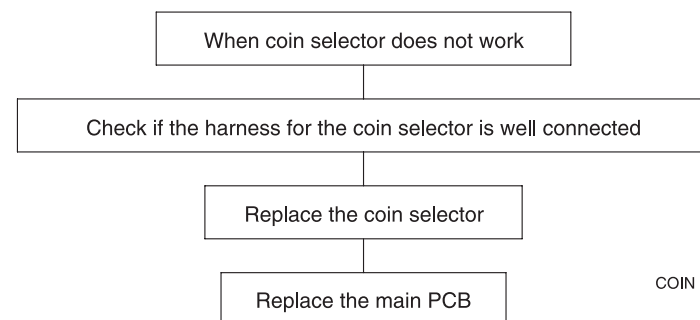 When coin selector does not work
Check if the harness for the coin selector is well connected
Replace the coin selector
COIN
Replace the main PCB